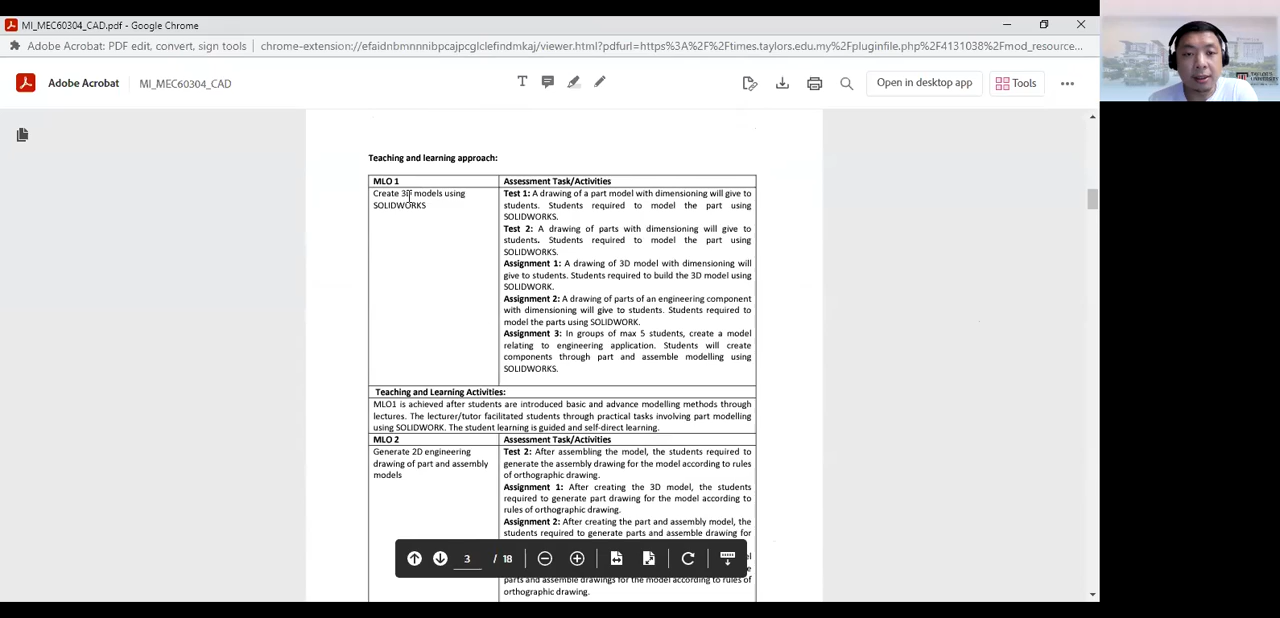 MI_MEC60304_CAD.pdf - Google Chrome
Adobe Acrobat: PDF edit, convert, sign tools | chrome-extension://efaidnbmnnnibpcajpcglclefindmkaj/viewer.html?pdfurl=https%3A%2F%2Ftimes.taylors.edu.my%2Fpluginfile.php%2F4131038%2Fmod_resource...
Adobe Acrobat MI_MEC60304_CAD Open in desktop app Tools
Teaching and learning approach:
MLO 1
Create 3D models using
SOLIDWORKS
Assessment Task/Activities
Test 1: A drawing of a part model with dimensioning will give to
students. Students required to model the part using
SOLIDWORKS.
Test 2: A drawing of parts with dimensioning will give to
students. Students required to model the part using
SOLIDWORKS.
Assignment 1: A drawing of 3D model with dimensioning will
give to students. Students required to build the 3D model using
SOLIDWORK.
Assignment 2: A drawing of parts of an engineering component
with dimensioning will give to students. Students required to
model the parts using SOLIDWORK.
Assignment 3: In groups of max 5 students, create a model
relating to engineering application. Students will create
components through part and assemble modelling using
SOLIDWORKS.
Teaching and Learning Activities:
MLO1 is achieved after students are introduced basic and advance modelling methods through
lectures. The lecturer/tutor facilitated students through practical tasks involving part modelling
using SOLIDWORK. The student learning is guided and self-direct learning.
MLO 2
Generate 2D engineering
drawing of part and assembly
models
Assessment Task/Activities
Test 2: After assembling the model, the students required to
generate the assembly drawing for the model according to rules
of orthographic drawing.
Assignment 1: After creating the 3D model, the students
required to generate part drawing for the model according to
rules of orthographic drawing.
Assignment 2: After creating the part and assembly model, the
students required to generate parts and assemble drawing for
parts and assemble drawings for the model according to rules of
orthographic drawing.
3 / 18